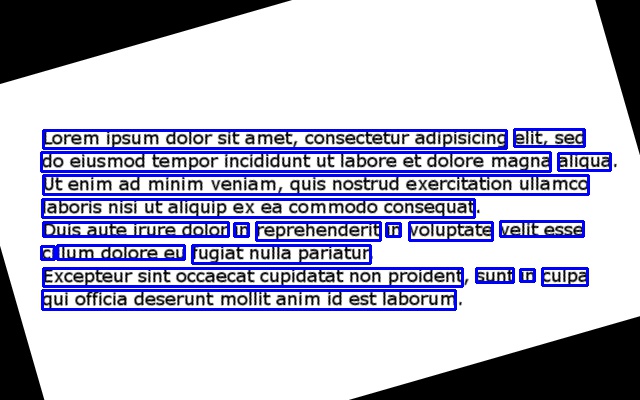 Lorem ipsum dolor sit amet, consectetur adipisicing elit, sed
do eiusmod tempor incididunt ut labore et dolore magna aliqua.
Ut enim ad minim veniam, quis nostrud exercitation ullamco
laboris nisi ut aliquip ex ea commodo consequat.
Duis aute irure dolor in reprehenderit in voluptate velit esse
cillum dolore eu fugiat nulla pariatur.
Excepteur sint occaecat cupidatat non proident, sunt in culpa
qui officia deserunt mollit anim id est laborum.